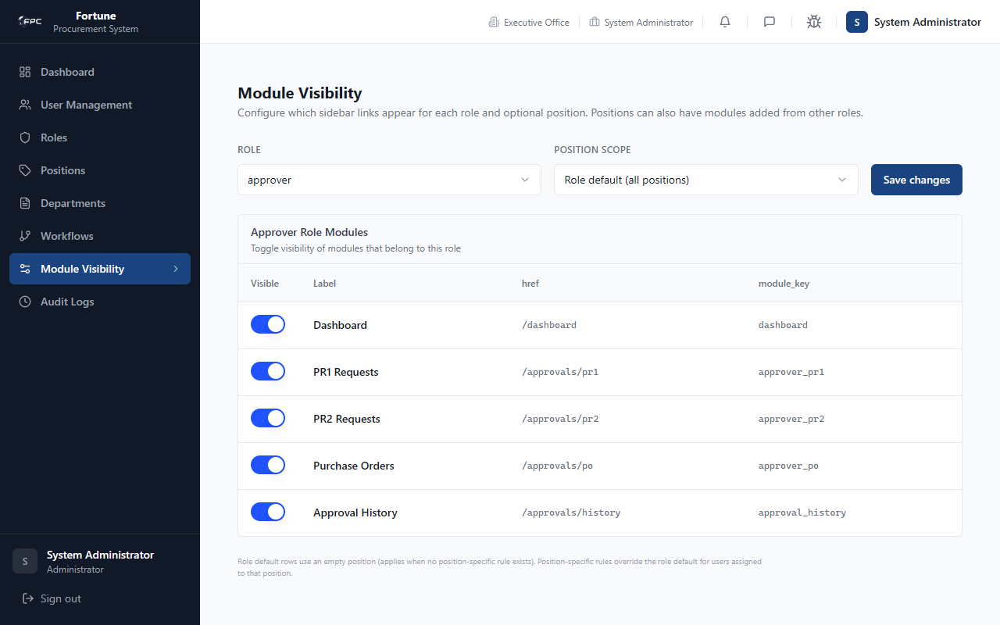 FPC
Fortune
Procurement System
Dashboard
User Management
Roles
Positions
Departments
Workflows
Module Visibility
Audit Logs
S
System Administrator
Administrator
Sign out
Executive Office
System Administrator
S
System Administrator
Module Visibility
Configure which sidebar links appear for each role and optional position. Positions can also have modules added from other roles.
ROLE
POSITION SCOPE
approver
Role default (all positions)
Save changes
Approver Role Modules
Toggle visibility of modules that belong to this role
Visible Label href module_key
Dashboard /dashboard dashboard
PR1 Requests /approvals/pr1 approver_pr1
PR2 Requests /approvals/pr2 approver_pr2
Purchase Orders /approvals/po approver_po
Approval History /approvals/history approval_history
Role default rows use an empty position (applies when no position-specific rule exists). Position-specific rules override the role default for users assigned
to that position.